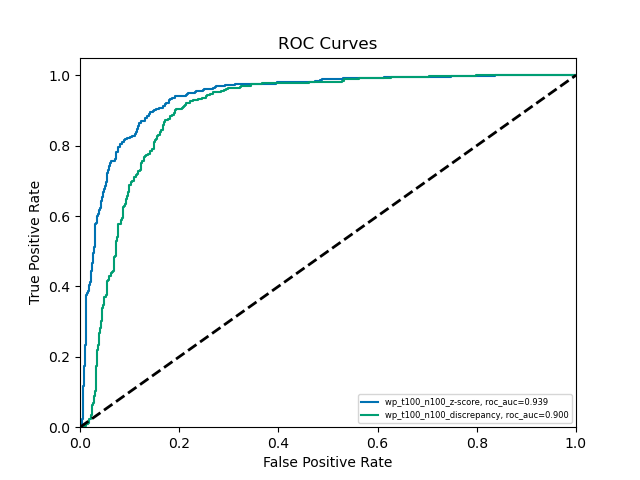 ROC Curves
True Positive Rate
1.0
0.8
0.6
0.4
0.2
0.0
0.0 0.2 0.4 0.6 0.8 1.0
False Positive Rate
wp_t100_n100_z-score, roc_auc=0.939
wp_t100_n100_discrepancy, roc_auc=0.900